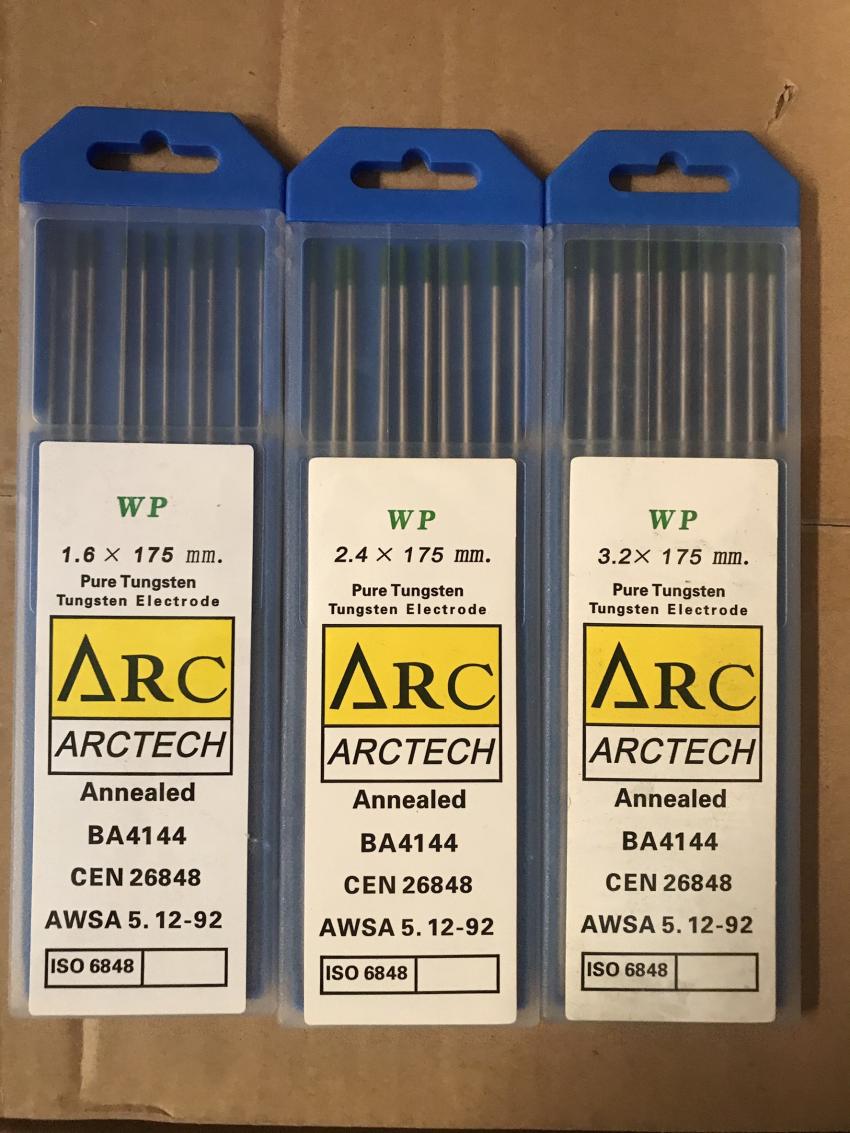 WP
1.6 × 175 mm.
Pure Tungsten
Tungsten Electrode
ARC
ARCTECH
Annealed
BA4144
CEN 26848
AWSA 5. 12-92
ISO 6848
WP
2.4 × 175 mm.
Pure Tungsten
Tungsten Electrode
ARC
ARCTECH
Annealed
BA4144
CEN 26848
AWSA 5. 12-92
ISO 6848
WP
3.2× 175 mm.
Pure Tungsten
Tungsten Electrode
ARC
ARCTECH
Annealed
BA4144
CEN 26848
AWSA 5. 12-92
ISO 6848